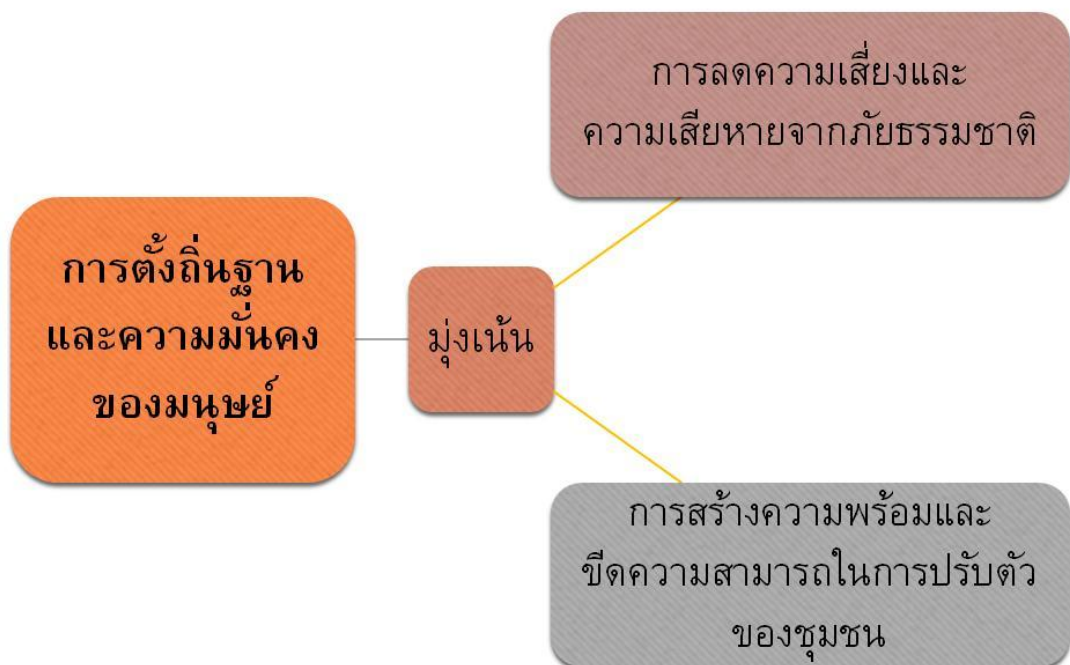 การลดความเสี่ยงและ
ความเสียหายจากภัยธรรมชาติ
การตั้งถิ่นฐาน
และความมั่นคง
ของมนุษย์
มุ่งเน้น
การสร้างความพร้อมและ
ขีดความสามารถในการปรับตัว
ของชุมชน